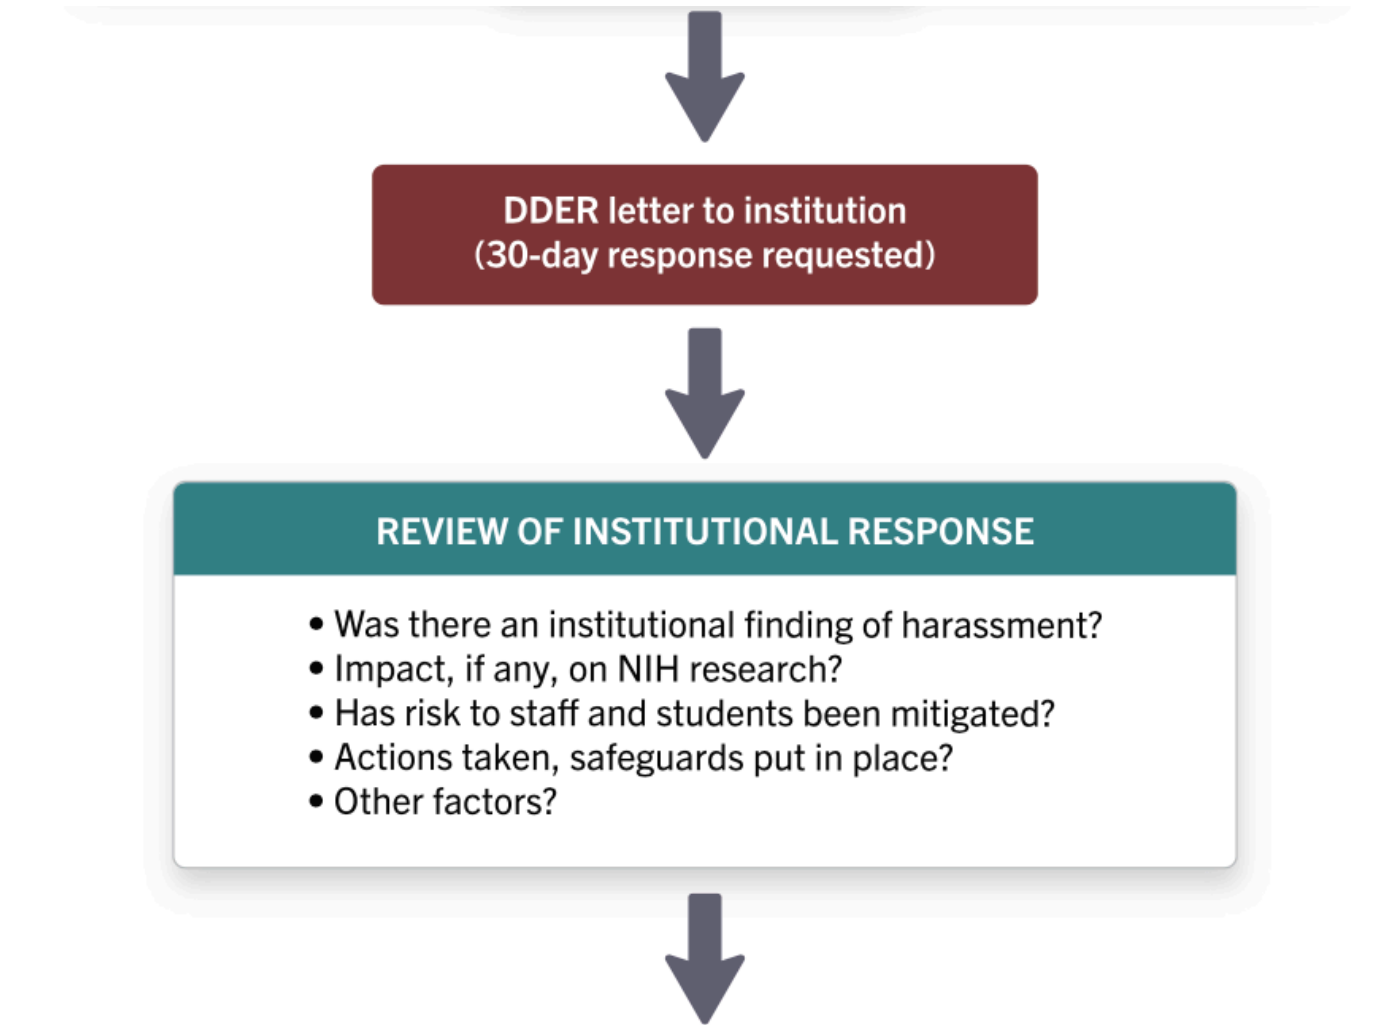 DDER letter to institution
(30-day response requested)
REVIEW OF INSTITUTIONAL RESPONSE
• Was there an institutional finding of harassment?
• Impact, if any, on NIH research?
• Has risk to staff and students been mitigated?
• Actions taken, safeguards put in place?
• Other factors?